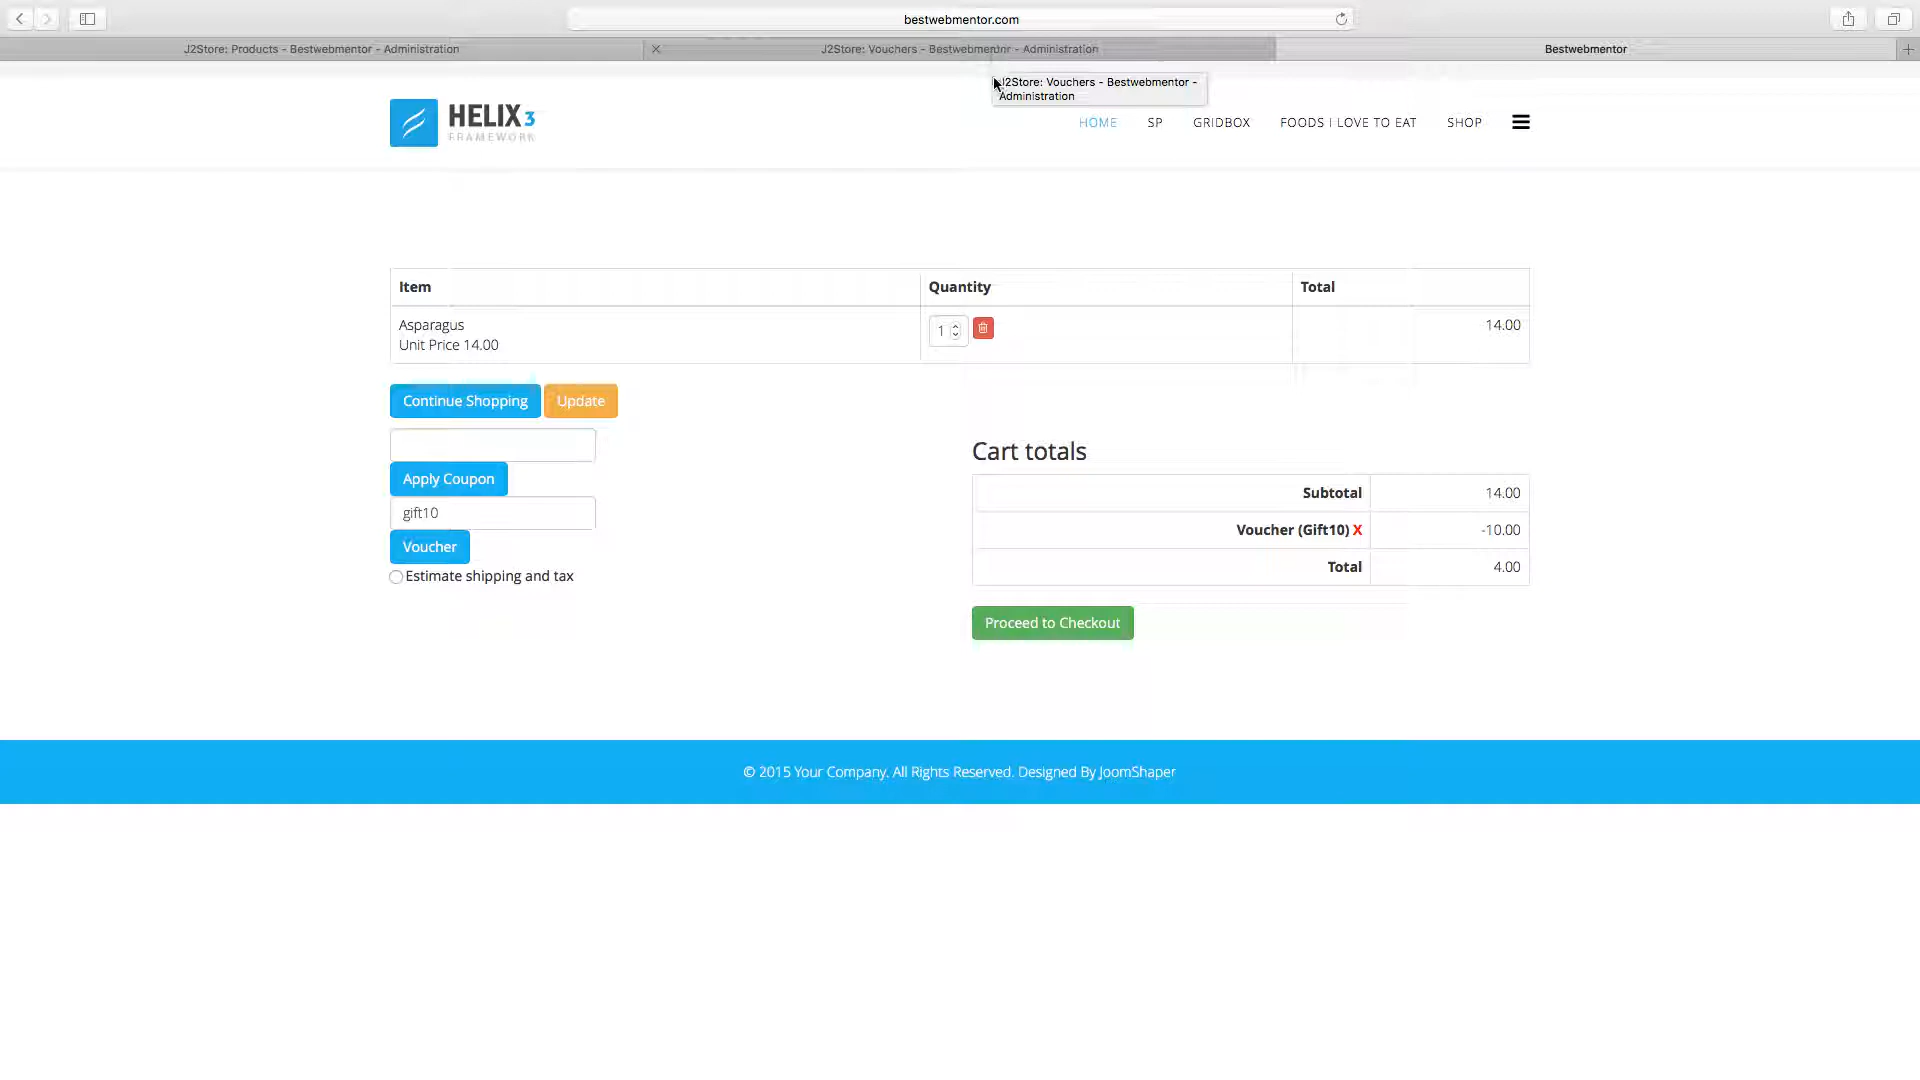 bestwebmentor.com
J2Store: Products - Bestwebmentor - Administration
J2Store: Vouchers - Bestwebmentor - Administration
Bestwebmentor
J2Store: Vouchers - Bestwebmentor -
Administration
HELIX3
FRAMEWORK
HOME SP GRIDBOX FOODS I LOVE TO EAT SHOP
Item Quantity Total
Asparagus 1 14.00
Unit Price 14.00
Continue Shopping Update
Apply Coupon
gift10
Voucher
Estimate shipping and tax
Cart totals
Subtotal 14.00
Voucher (Gift10) X -10.00
Total 4.00
Proceed to Checkout
© 2015 Your Company. All Rights Reserved. Designed By JoomShaper